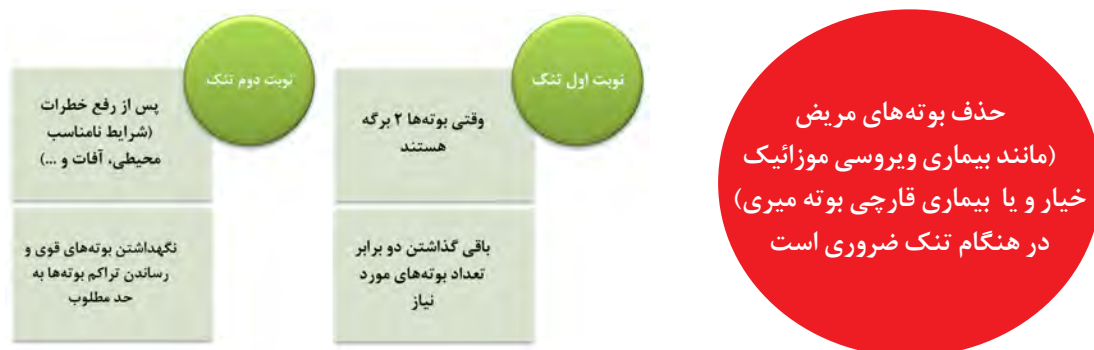 حذف بوته‌های مریض
(مانند بیماری ویروسی موزائیک
خیار و یا بیماری قارچی بوته میری)
در هنگام تنک ضروری است
نوبت اول تنک
وقتی بوته‌ها ۲ برگه
هستند
باقی گذاشتن دو برابر
تعداد بوته‌های مورد
نیاز
نوبت دوم تنک
پس از رفع خطرات
(شرایط نامناسب
محیطی، آفات و ...)
نگهداشتن بوته‌های قوی و
رساندن تراکم بوته‌ها به
حد مطلوب